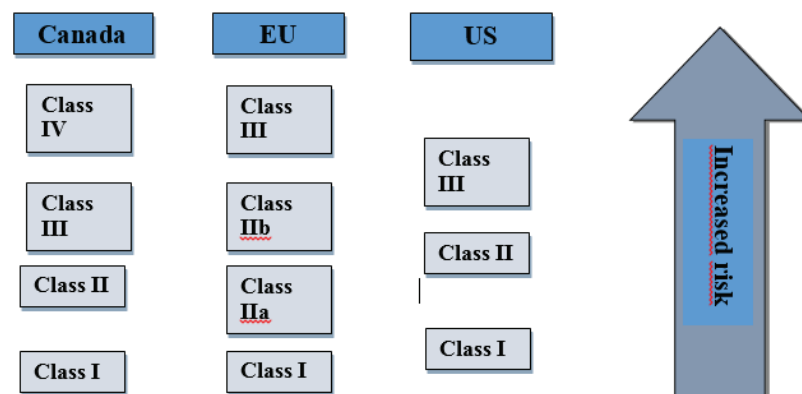 Canada
EU
US
Class
IV
Class
III
Class
III
Class
III
Class
IIb
Class II
Class II
Class
IIa
Class I
Class I
Class I
Increased risk